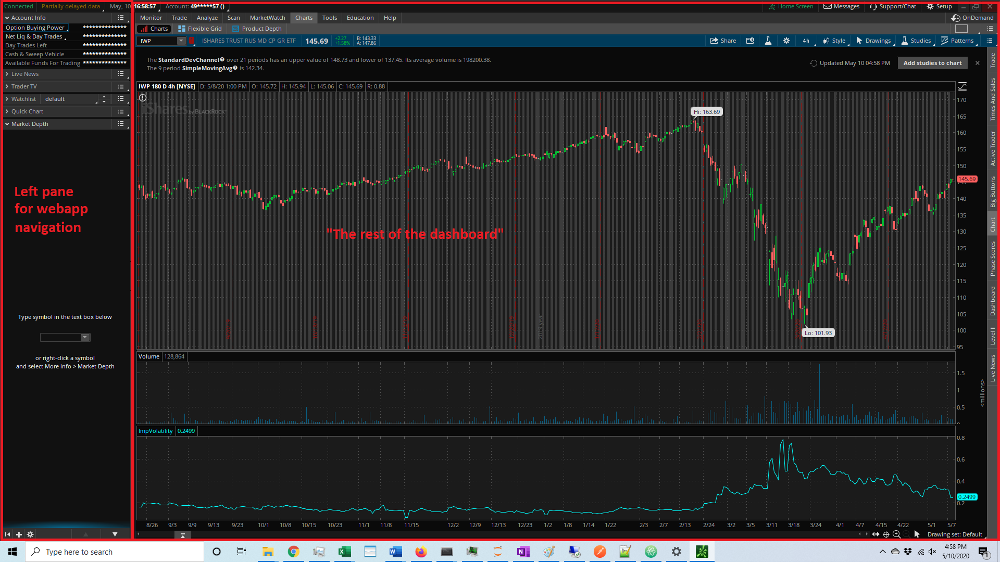 Connected Partially delayed data May, 10 16:58:57 Account: 49*****57 () Home Screen Messages Support/Chat Setup
Account Info
Option Buying Power **************
Net Liq & Day Trades **************
Day Trades Left **************
Cash & Sweep Vehicle **************
Available Funds For Trading **************
Live News
Trader TV
Watchlist default
Quick Chart
Market Depth
Left pane
for webapp
navigation
Type symbol in the text box below
or right-click a symbol
and select More info > Market Depth
Monitor Trade Analyze Scan MarketWatch Charts Tools Education Help OnDemand
Charts Flexible Grid Product Depth
IWP ISHARES TRUST RUS MD CP GR ETF 145.69 +2.27 +1.58% B: 143.33 A: 147.86 Share 4h Style Drawings Studies Patterns
The StandardDevChannel over 21 periods has an upper value of 148.73 and lower of 137.45. Its average volume is 198200.38.
The 9 period SimpleMovingAvg is 142.34.
Updated May 10 04:58 PM Add studies to chart
IWP 180 D 4h [NYSE] D: 5/8/20 1:00 PM O: 145.72 H: 145.94 L: 145.06 C: 145.69 R: 0.88
iShares by BLACKROCK
Hi: 163.69
"The rest of the dashboard"
Lo: 101.93
170
165
160
155
150
145.69
145
140
135
130
125
120
115
110
105
100
95
2019 year
Volume 128,864
1.5
1
0.5
<millions>
ImpVolatility 0.2499
0.8
0.6
0.4
0.2499
0.2
8/26 9/3 9/9 9/13 9/23 10/1 10/8 10/15 10/23 11/1 11/8 11/15 12/2 12/9 12/13 12/23 1/2 1/8 1/14 1/22 2/3 2/7 2/13 2/24 3/2 3/11 3/18 3/24 4/1 4/7 4/15 4/22 5/1 5/7
Drawing set: Default
Trade
Times And Sales
Active Trader
Big Buttons
Chart
Phase Scores
Dashboard
Level II
Live News
Type here to search
4:58 PM
5/10/2020
1